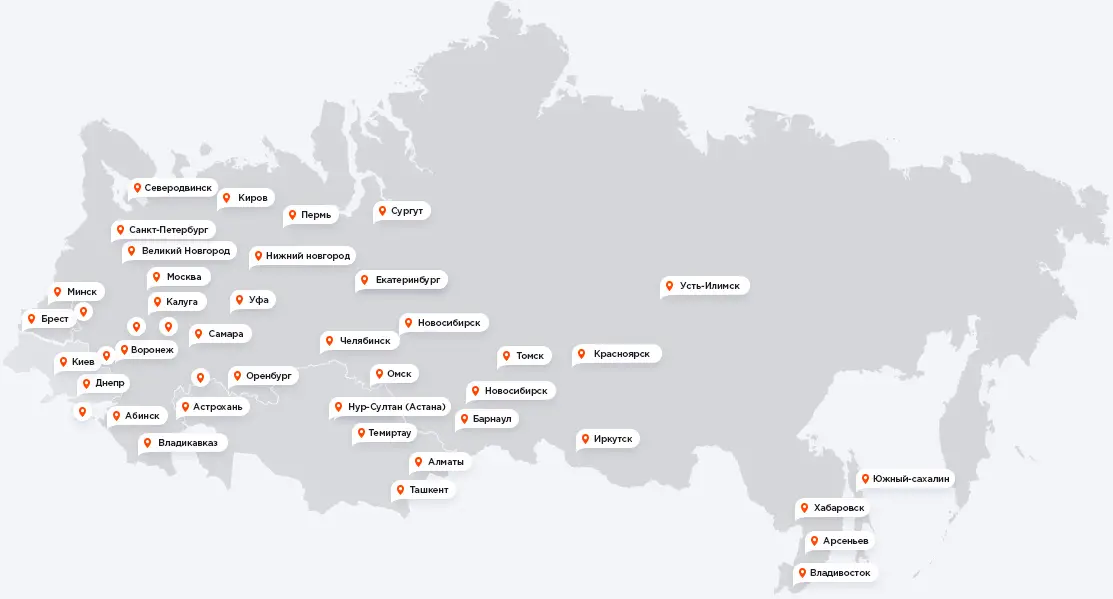 Северодвинск
Киров
Сургут
Пермь
Санкт-Петербург
Великий Новгород
Нижний новгород
Москва
Екатеринбург
Усть-Илимск
Минск
Калуга
Уфа
Брест
Новосибирск
Самара
Челябинск
Воронеж
Красноярск
Томск
Киев
Омск
Оренбург
Днепр
Новосибирск
Нур-Султан (Астана)
Астрохань
Абинск
Барнаул
Темиртау
Иркутск
Владикавказ
Алматы
Южный-сахалин
Ташкент
Хабаровск
Арсеньев
Владивосток